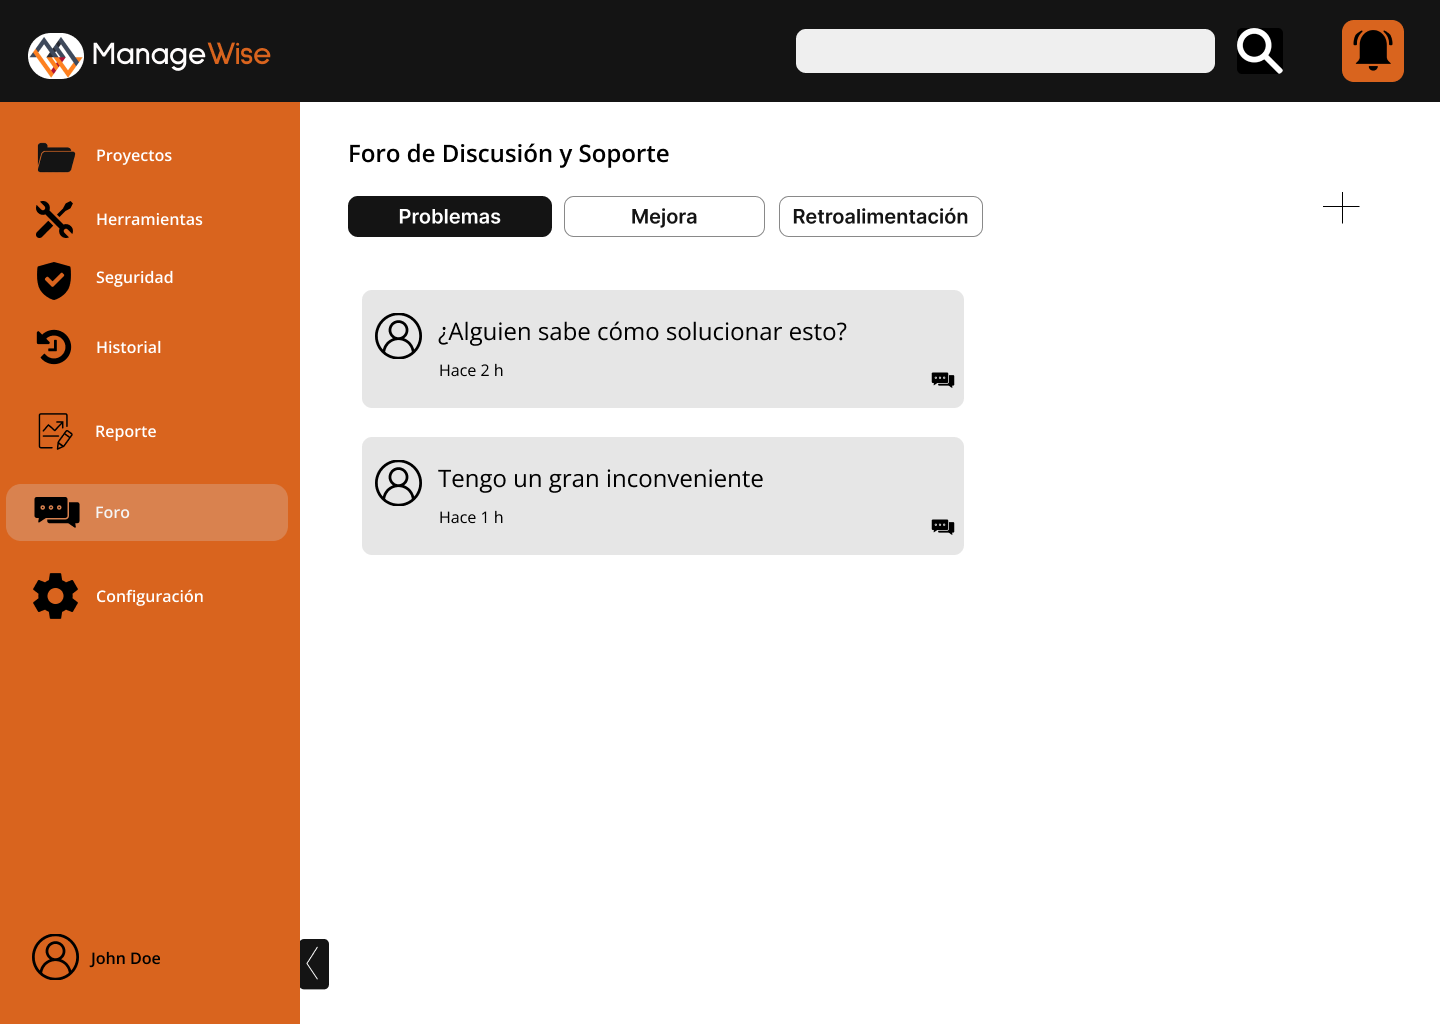 ManageWise
Proyectos
Herramientas
Seguridad
Historial
Reporte
Foro
Configuración
John Doe
Foro de Discusión y Soporte
Problemas
Mejora
Retroalimentación
¿Alguien sabe cómo solucionar esto?
Hace 2 h
Tengo un gran inconveniente
Hace 1 h